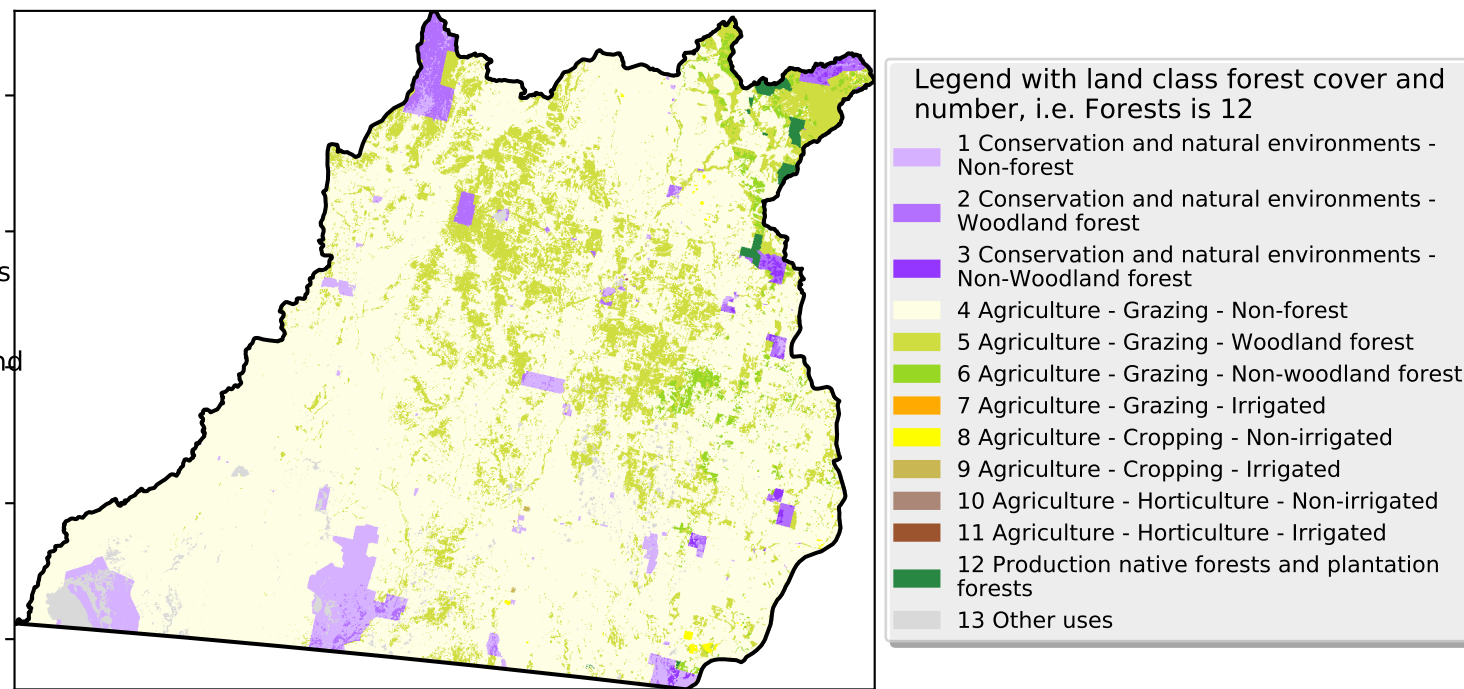 Legend with land class forest cover and
number, i.e. Forests is 12
1 Conservation and natural environments -
Non-forest
2 Conservation and natural environments -
Woodland forest
3 Conservation and natural environments -
Non-Woodland forest
4 Agriculture - Grazing - Non-forest
5 Agriculture - Grazing - Woodland forest
6 Agriculture - Grazing - Non-woodland forest
7 Agriculture - Grazing - Irrigated
8 Agriculture - Cropping - Non-irrigated
9 Agriculture - Cropping - Irrigated
10 Agriculture - Horticulture - Non-irrigated
11 Agriculture - Horticulture - Irrigated
12 Production native forests and plantation
forests
13 Other uses